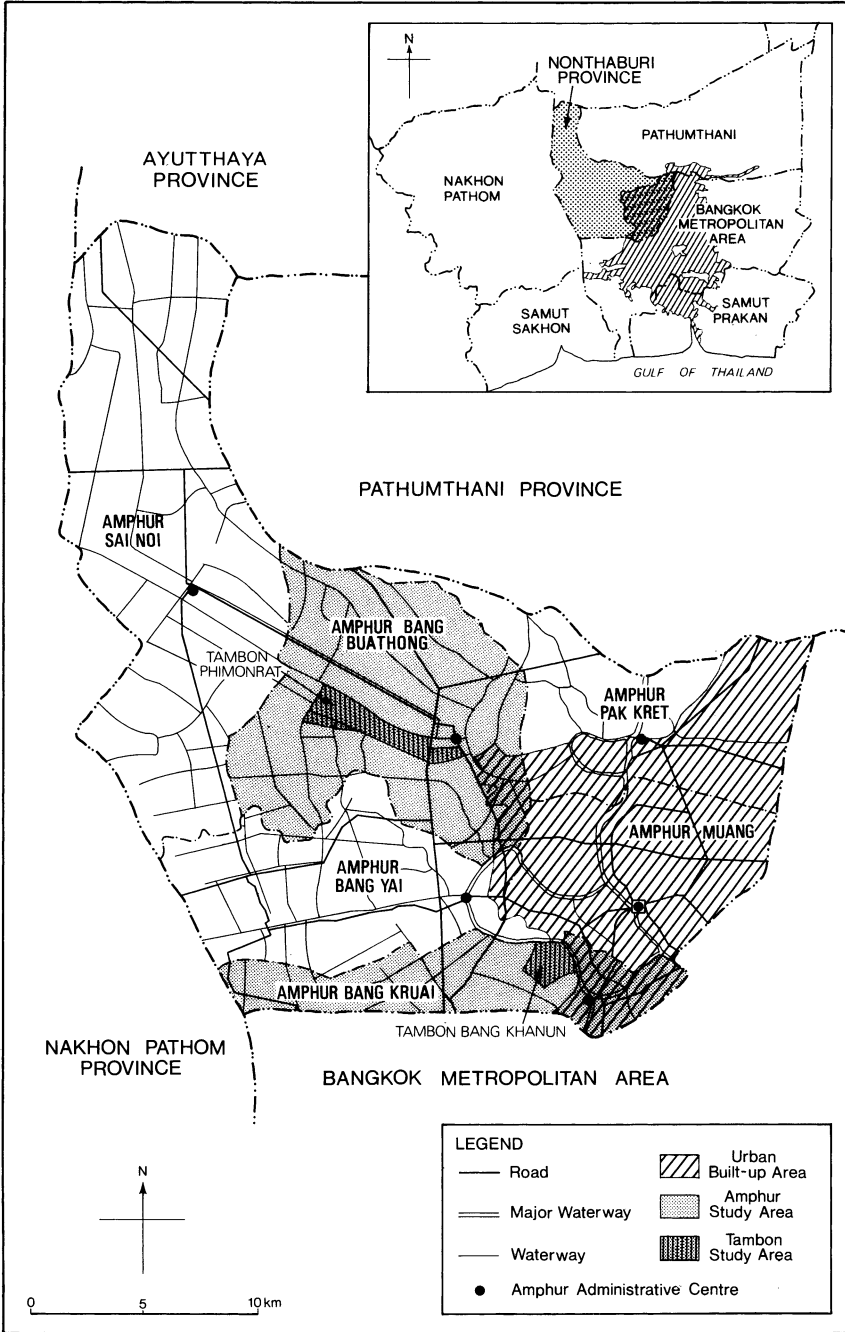 N
NONTHABURI
PROVINCE
PATHUMTHANI
NAKHON
PATHOM
BANGKOK
METROPOLITAN
AREA
SAMUT
PRAKAN
SAMUT
SAKHON
GULF OF THAILAND
AYUTTHAYA
PROVINCE
PATHUMTHANI PROVINCE
AMPHUR
SAI NOI
AMPHUR BANG
BUATHONG
TAMBON
PHIMONRAT
AMPHUR
PAK KRET
AMPHUR MUANG
AMPHUR
BANG YAI
AMPHUR BANG KRUAI
TAMBON BANG KHANUN
NAKHON PATHOM
PROVINCE
BANGKOK METROPOLITAN AREA
N
0 5 10 km
LEGEND
Road
Major Waterway
Waterway
Amphur Administrative Centre
Urban
Built-up Area
Amphur
Study Area
Tambon
Study Area